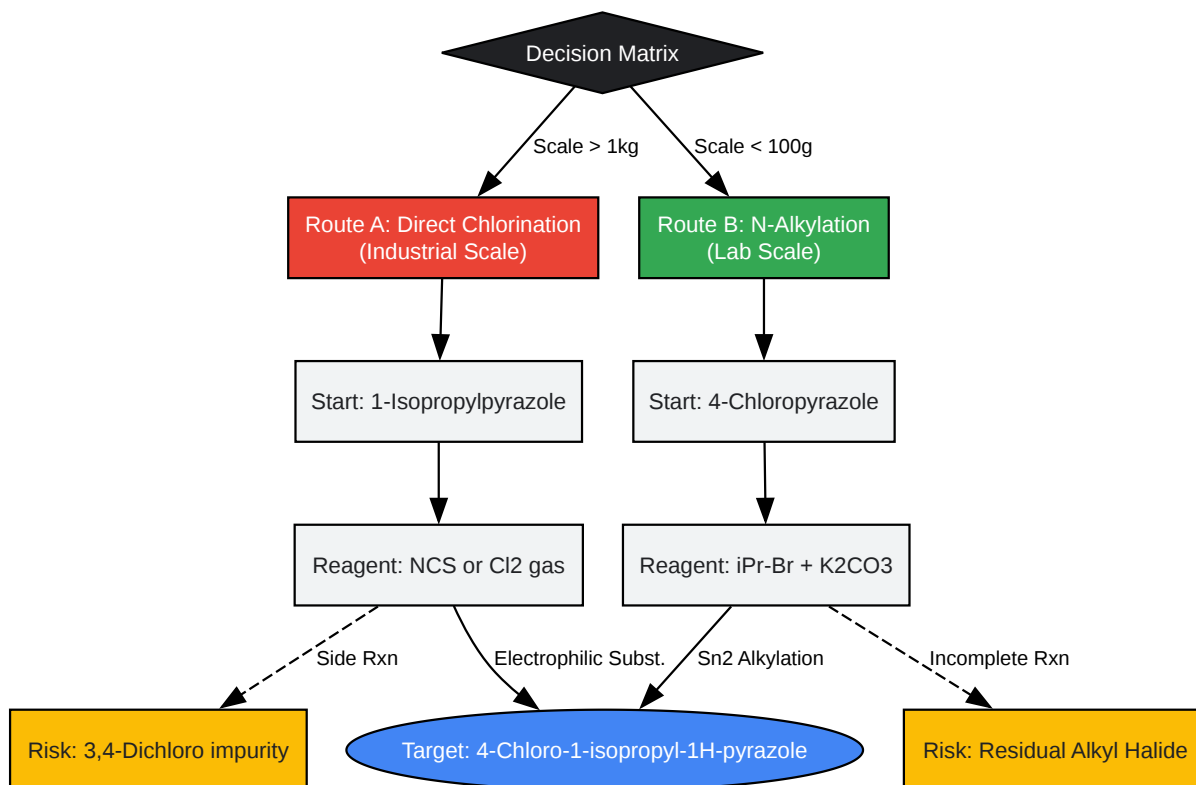 Decision Matrix
Scale > 1kg
Scale < 100g
Route A: Direct Chlorination
(Industrial Scale)
Route B: N-Alkylation
(Lab Scale)
Start: 1-Isopropylpyrazole
Start: 4-Chloropyrazole
Reagent: NCS or Cl2 gas
Reagent: iPr-Br + K2CO3
Side Rxn
Electrophilic Subst.
Sn2 Alkylation
Incomplete Rxn
Risk: 3,4-Dichloro impurity
Target: 4-Chloro-1-isopropyl-1H-pyrazole
Risk: Residual Alkyl Halide